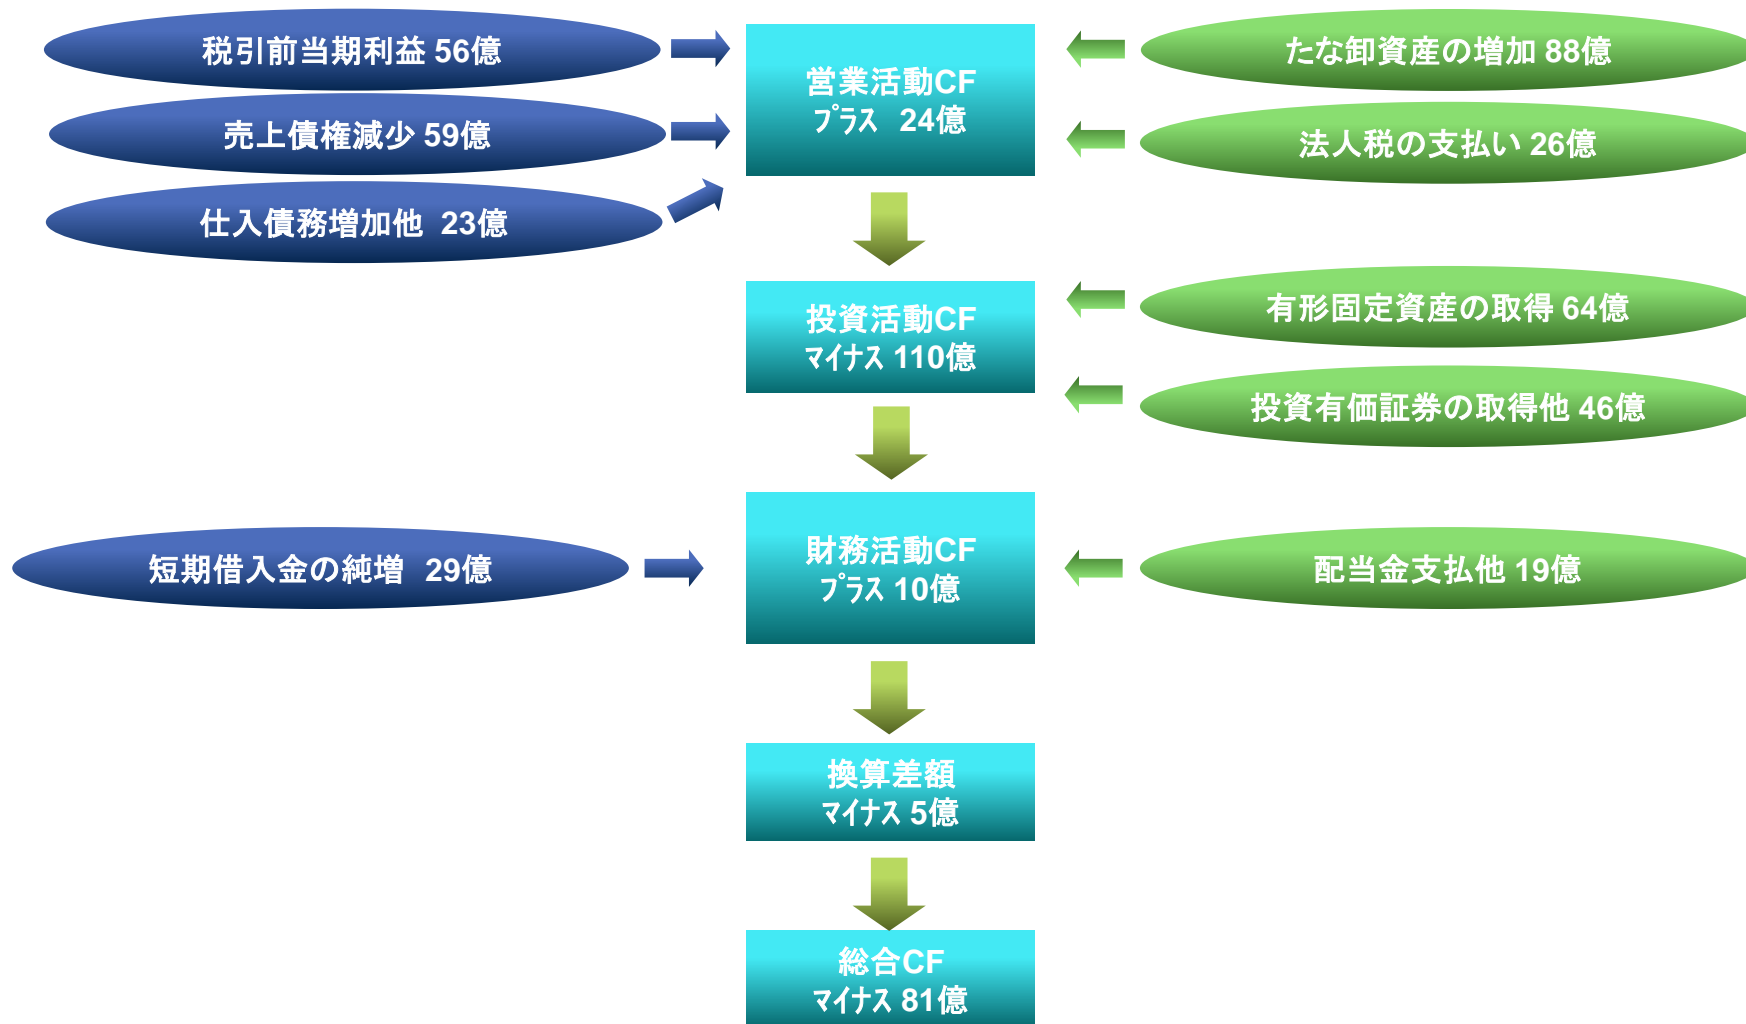 税引前当期利益 56億
売上債権減少 59億
仕入債務増加他 23億
営業活動CF
プラス 24億
たな卸資産の増加 88億
法人税の支払い 26億
投資活動CF
マイナス 110億
有形固定資産の取得 64億
投資有価証券の取得他 46億
短期借入金の純増 29億
財務活動CF
プラス 10億
配当金支払他 19億
換算差額
マイナス 5億
総合CF
マイナス 81億